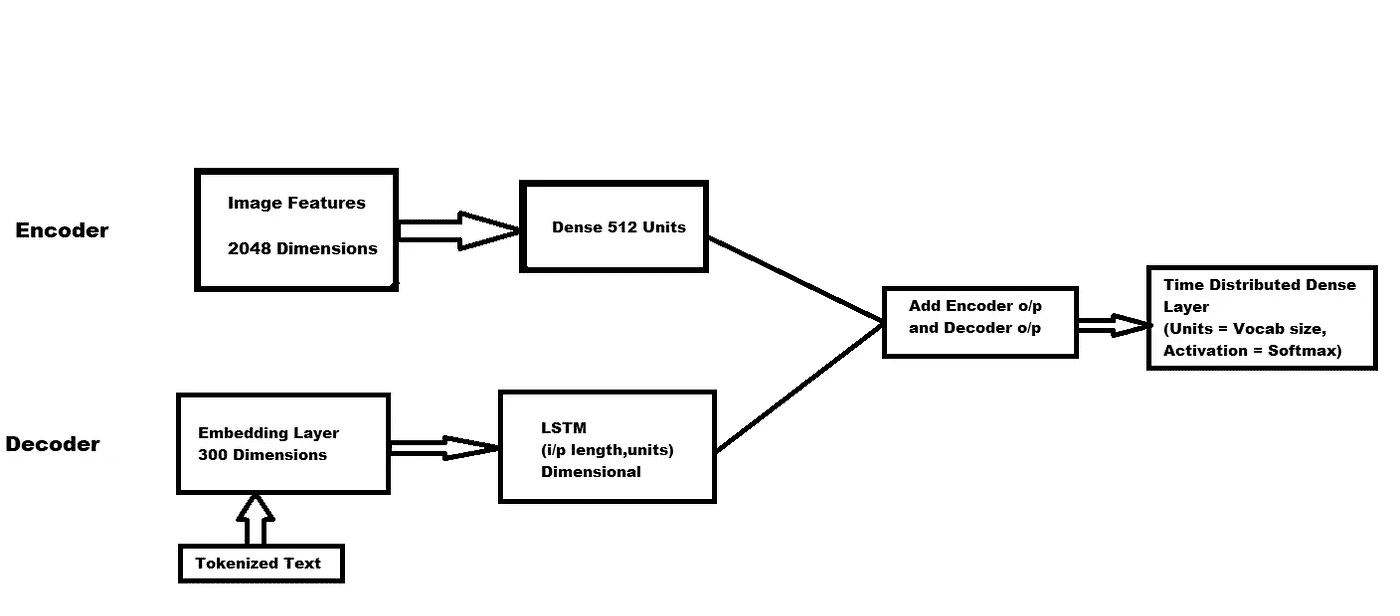 Encoder
Image Features
2048 Dimensions
Dense 512 Units
Add Encoder o/p
and Decoder o/p
Time Distributed Dense
Layer
(Units = Vocab size,
Activation = Softmax)
Decoder
Embedding Layer
300 Dimensions
LSTM
(i/p length,units)
Dimensional
Tokenized Text